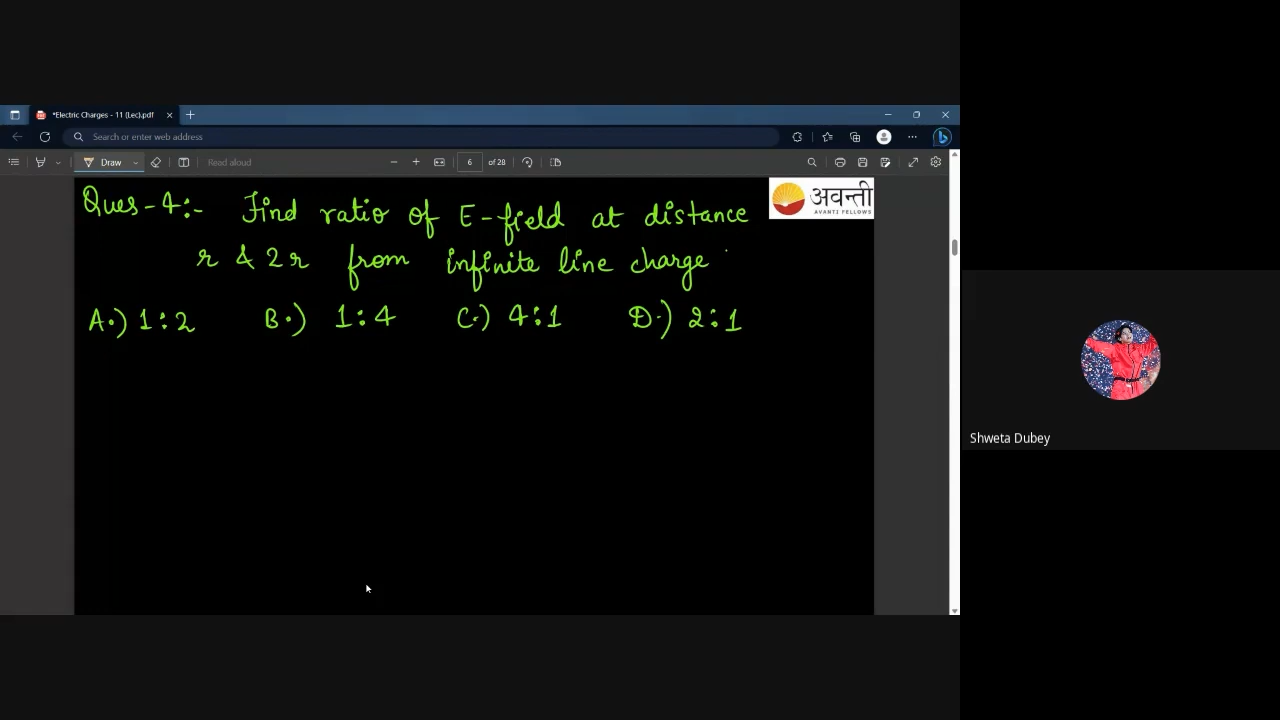 *Electric Charges - 11 (Lec).pdf
Search or enter web address
Draw
Read aloud
6 of 28
Ques-4:- Find ratio of E-field at distance
r & 2r from infinite line charge
A.) 1:2 B.) 1:4 C.) 4:1 D.) 2:1
अवन्ती
AVANTI FELLOWS
Shweta Dubey